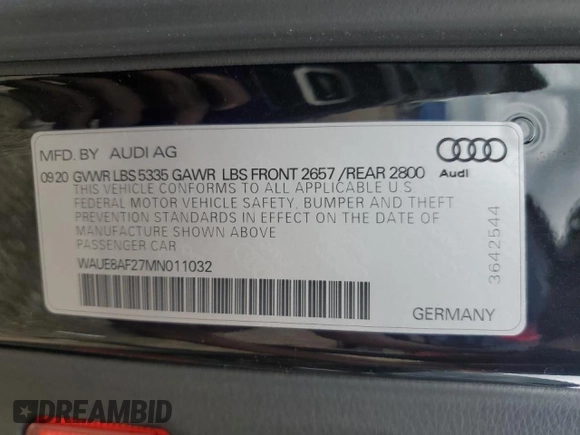 MFD. BY AUDI AG
Audi
09 20 GVWR LBS 5335 GAWR LBS FRONT 2657 / REAR 2800
THIS VEHICLE CONFORMS TO ALL APPLICABLE U.S.
FEDERAL MOTOR VEHICLE SAFETY, BUMPER AND THEFT
PREVENTION STANDARDS IN EFFECT ON THE DATE OF
MANUFACTURE SHOWN ABOVE
PASSENGER CAR
WAUE8AF27MN011032
3642544
GERMANY
DREAMBID